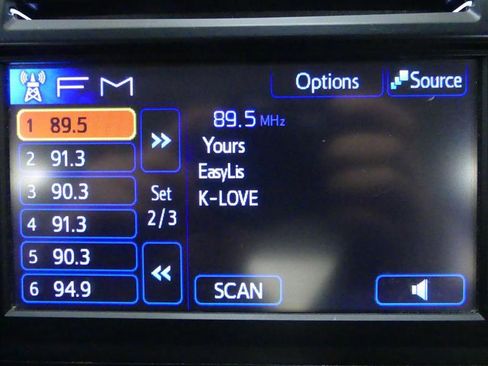 FM
Options
Source
1 89.5
2 91.3
3 90.3
4 91.3
5 90.3
6 94.9
»
Set
2/3
«
89.5 MHz
Yours
EasyLis
K-LOVE
SCAN